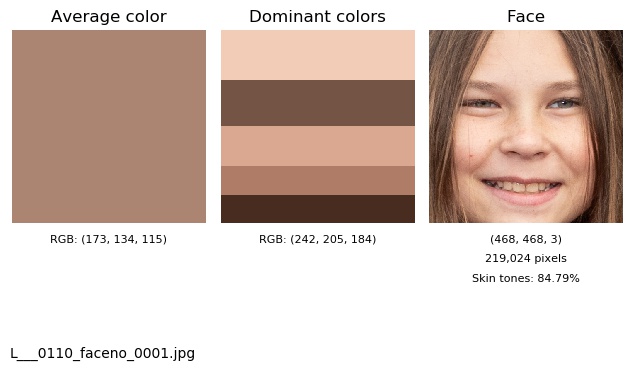 Average color
Dominant colors
Face
RGB: (173, 134, 115)
RGB: (242, 205, 184)
(468, 468, 3)
219,024 pixels
Skin tones: 84.79%
L___0110_faceno_0001.jpg